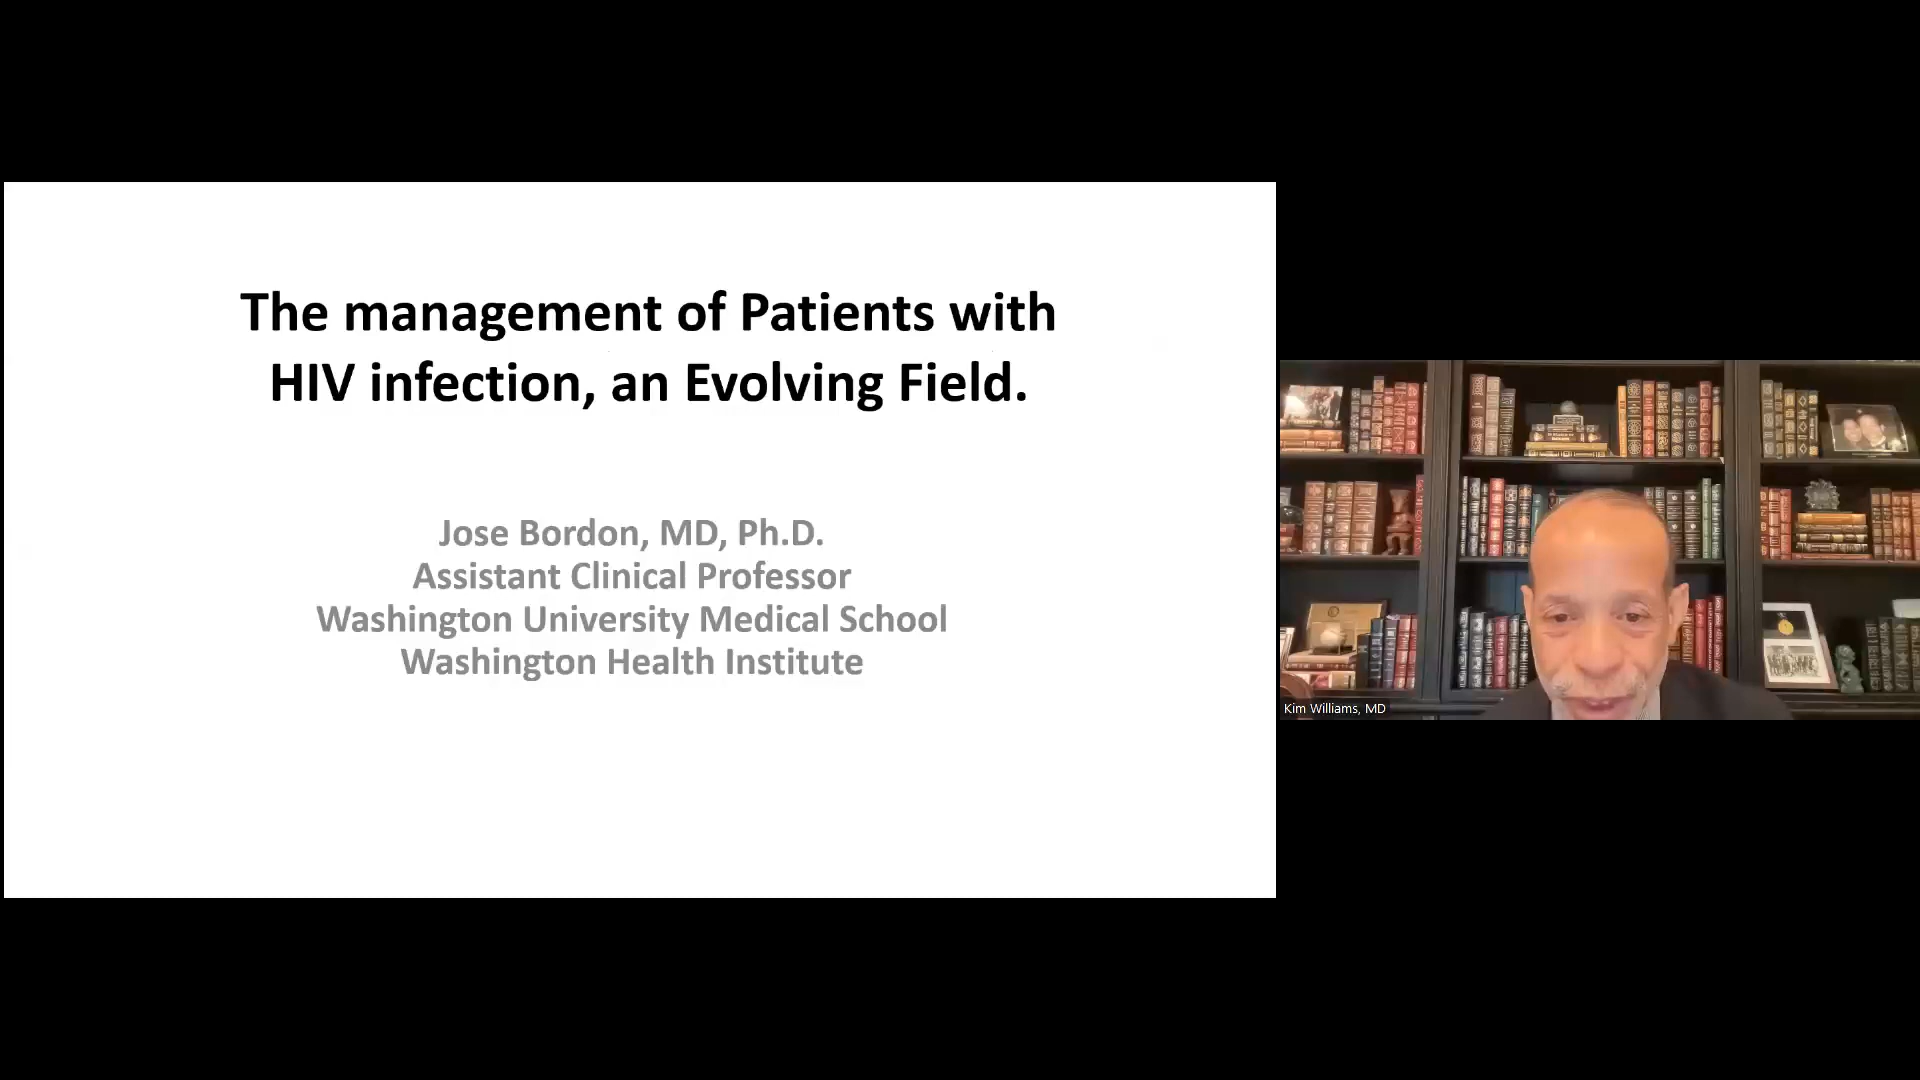 The management of Patients with
HIV infection, an Evolving Field.
Jose Bordon, MD, Ph.D.
Assistant Clinical Professor
Washington University Medical School
Washington Health Institute
Kim Williams, MD